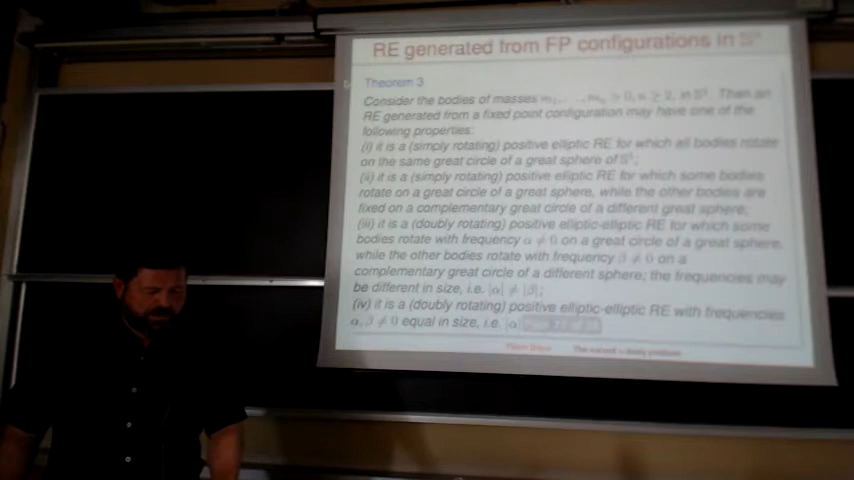 RE generated from FP configurations in S³
Theorem 3
Consider the bodies of masses m₁, . . . , mₙ > 0, n ≥ 2, in S³. Then an
RE generated from a fixed point configuration may have one of the
following properties:
(i) it is a (simply rotating) positive elliptic RE for which all bodies rotate
on the same great circle of a great sphere of S³;
(ii) it is a (simply rotating) positive elliptic RE for which some bodies
rotate on a great circle of a great sphere, while the other bodies are
fixed on a complementary great circle of a different great sphere;
(iii) it is a (doubly rotating) positive elliptic-elliptic RE for which some
bodies rotate with frequency α ≠ 0 on a great circle of a great sphere,
while the other bodies rotate with frequency β ≠ 0 on a
complementary great circle of a different sphere; the frequencies may
be different in size, i.e. |α| ≠ |β|;
(iv) it is a (doubly rotating) positive elliptic-elliptic RE with frequencies
α, β ≠ 0 equal in size, i.e. |α|
The curved n-body problem